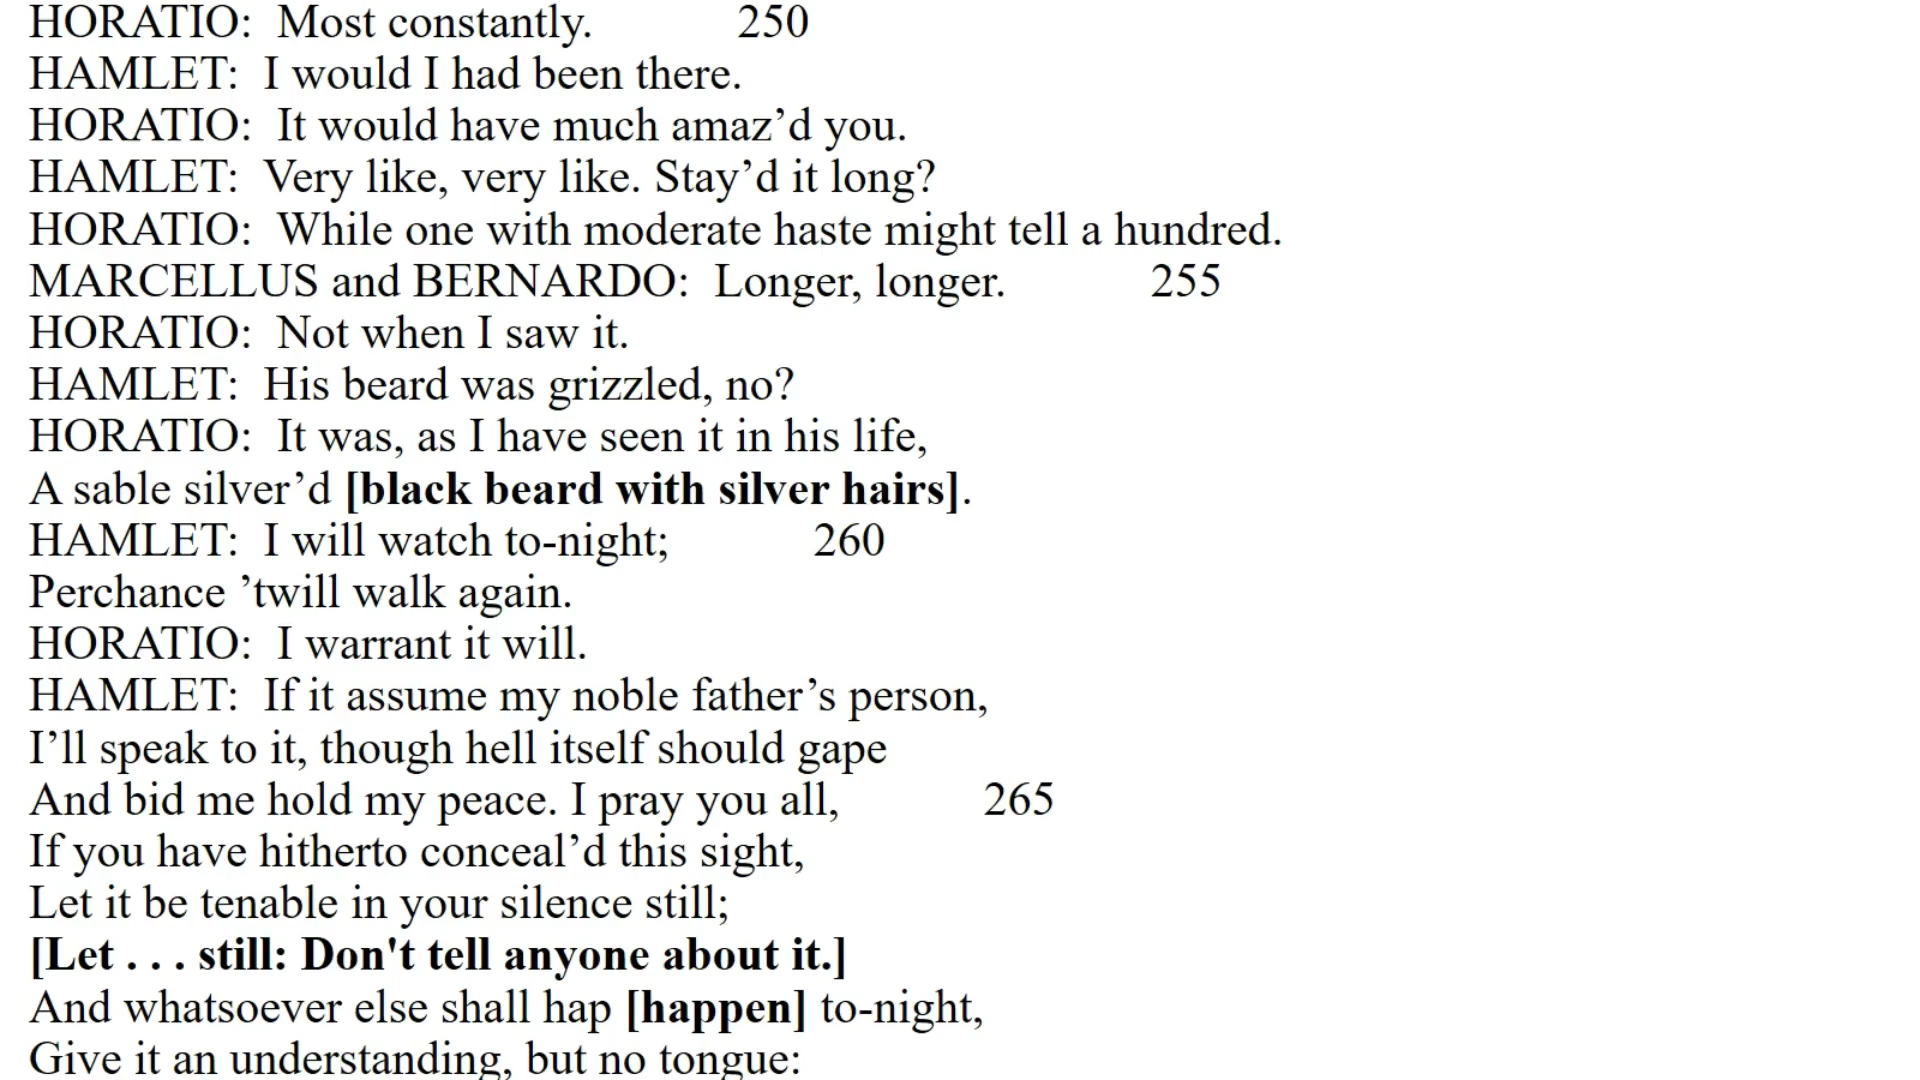 HORATIO:  Most constantly.            250
HAMLET:  I would I had been there.
HORATIO:  It would have much amaz’d you.
HAMLET:  Very like, very like. Stay’d it long?
HORATIO:  While one with moderate haste might tell a hundred.
MARCELLUS and BERNARDO:  Longer, longer.            255
HORATIO:  Not when I saw it.
HAMLET:  His beard was grizzled, no?
HORATIO:  It was, as I have seen it in his life,
A sable silver’d [black beard with silver hairs].
HAMLET:  I will watch to-night;            260
Perchance ’twill walk again.
HORATIO:  I warrant it will.
HAMLET:  If it assume my noble father’s person,
I’ll speak to it, though hell itself should gape
And bid me hold my peace. I pray you all,            265
If you have hitherto conceal’d this sight,
Let it be tenable in your silence still;
[Let . . . still: Don't tell anyone about it.]
And whatsoever else shall hap [happen] to-night,
Give it an understanding, but no tongue: